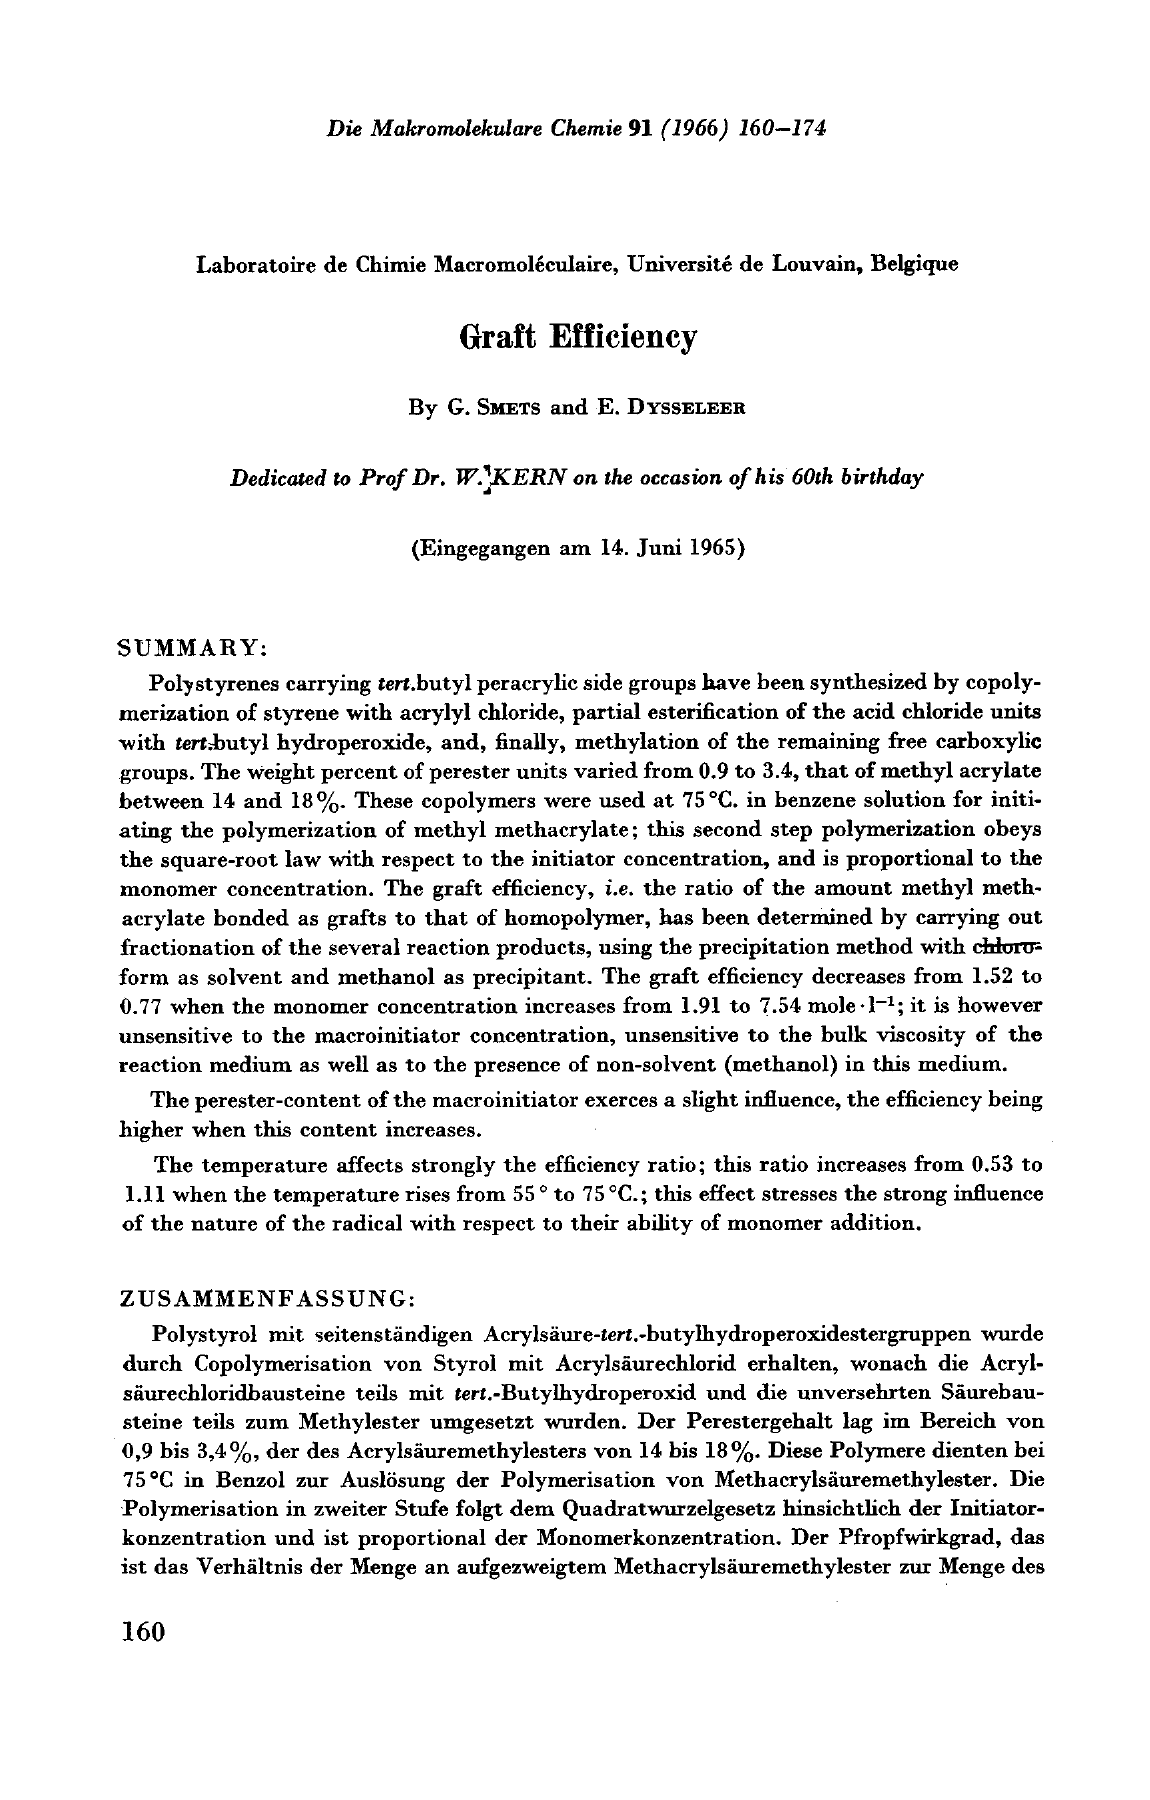 Die Makromolekulare Chemie 91 (1966) 160–174
Laboratoire de Chimie Macromoléculaire, Université de Louvain, Belgique
Graft Efficiency
By G. SMETS and E. DYSSELEER
Dedicated to Prof Dr. W. KERN on the occasion of his 60th birthday
(Eingegangen am 14. Juni 1965)
SUMMARY:
Polystyrenes carrying tert.butyl peracrylic side groups have been synthesized by copoly-
merization of styrene with acrylyl chloride, partial esterification of the acid chloride units
with tert.butyl hydroperoxide, and, finally, methylation of the remaining free carboxylic
groups. The weight percent of perester units varied from 0.9 to 3.4, that of methyl acrylate
between 14 and 18%. These copolymers were used at 75 °C. in benzene solution for initi-
ating the polymerization of methyl methacrylate; this second step polymerization obeys
the square-root law with respect to the initiator concentration, and is proportional to the
monomer concentration. The graft efficiency, i.e. the ratio of the amount methyl meth-
acrylate bonded as grafts to that of homopolymer, has been determined by carrying out
fractionation of the several reaction products, using the precipitation method with chloro-
form as solvent and methanol as precipitant. The graft efficiency decreases from 1.52 to
0.77 when the monomer concentration increases from 1.91 to 7.54 mole·l⁻¹; it is however
unsensitive to the macroinitiator concentration, unsensitive to the bulk viscosity of the
reaction medium as well as to the presence of non-solvent (methanol) in this medium.
The perester-content of the macroinitiator exerces a slight influence, the efficiency being
higher when this content increases.
The temperature affects strongly the efficiency ratio; this ratio increases from 0.53 to
1.11 when the temperature rises from 55 ° to 75 °C.; this effect stresses the strong influence
of the nature of the radical with respect to their ability of monomer addition.
ZUSAMMENFASSUNG:
Polystyrol mit seitenständigen Acrylsäure-tert.-butylhydroperoxidestergruppen wurde
durch Copolymerisation von Styrol mit Acrylsäurechlorid erhalten, wonach die Acryl-
säurechloridbausteine teils mit tert.-Butylhydroperoxid und die unversehrten Säurebau-
steine teils zum Methylester umgesetzt wurden. Der Perestergehalt lag im Bereich von
0,9 bis 3,4%, der des Acrylsäuremethylesters von 14 bis 18%. Diese Polymere dienten bei
75 °C in Benzol zur Auslösung der Polymerisation von Methacrylsäuremethylester. Die
Polymerisation in zweiter Stufe folgt dem Quadratwurzelgesetz hinsichtlich der Initiator-
konzentration und ist proportional der Monomerkonzentration. Der Pfropfwirkgrad, das
ist das Verhältnis der Menge an aufgezweigtem Methacrylsäuremethylester zur Menge des
160